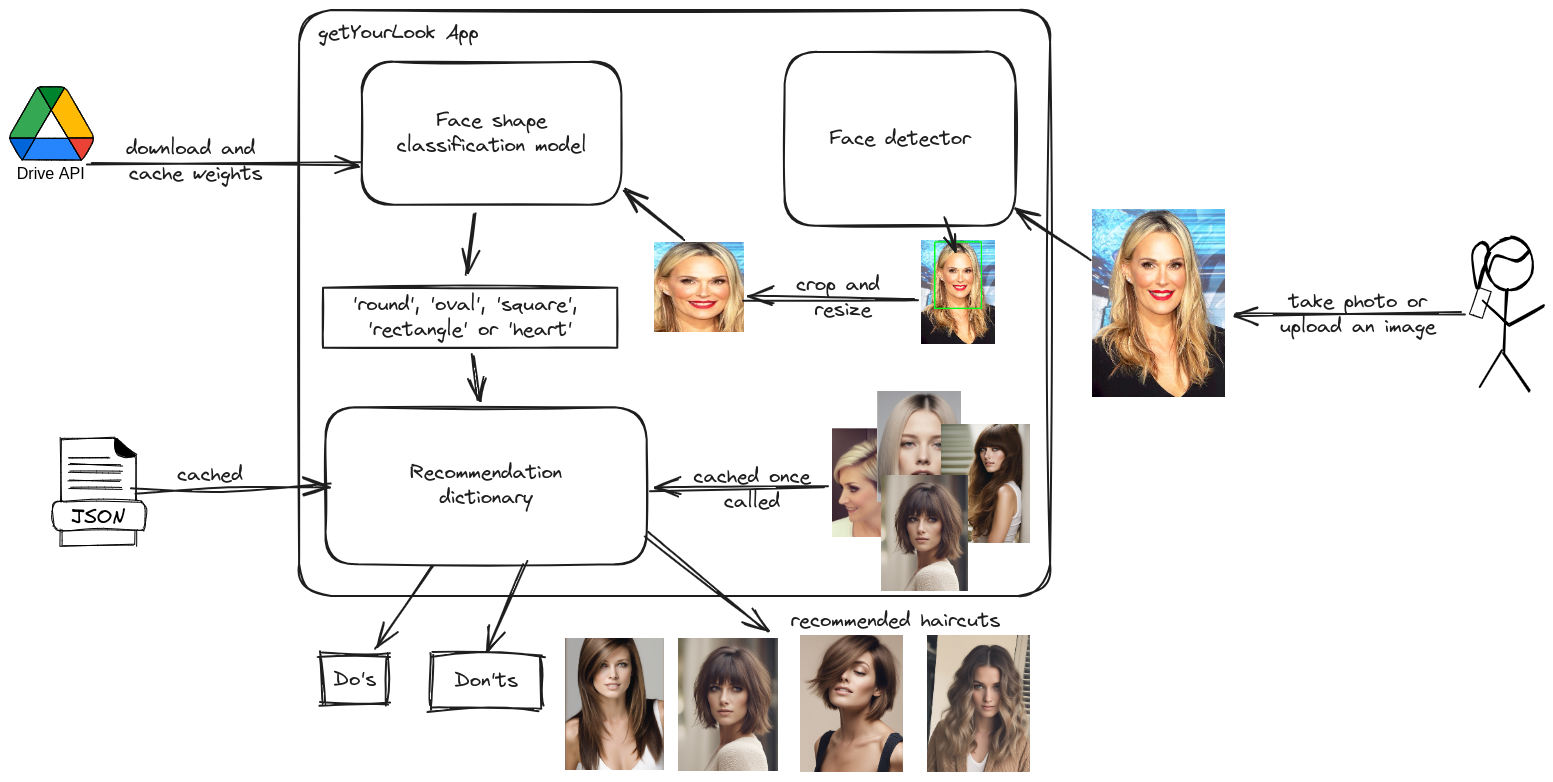 getYourLook App
Face shape
classification model
Face detector
download and
cache weights
Drive API
crop and
resize
take photo or
upload an image
'round', 'oval', 'square',
'rectangle' or 'heart'
Recommendation
dictionary
cached
JSON
cached once
called
recommended haircuts
Do's
Don'ts